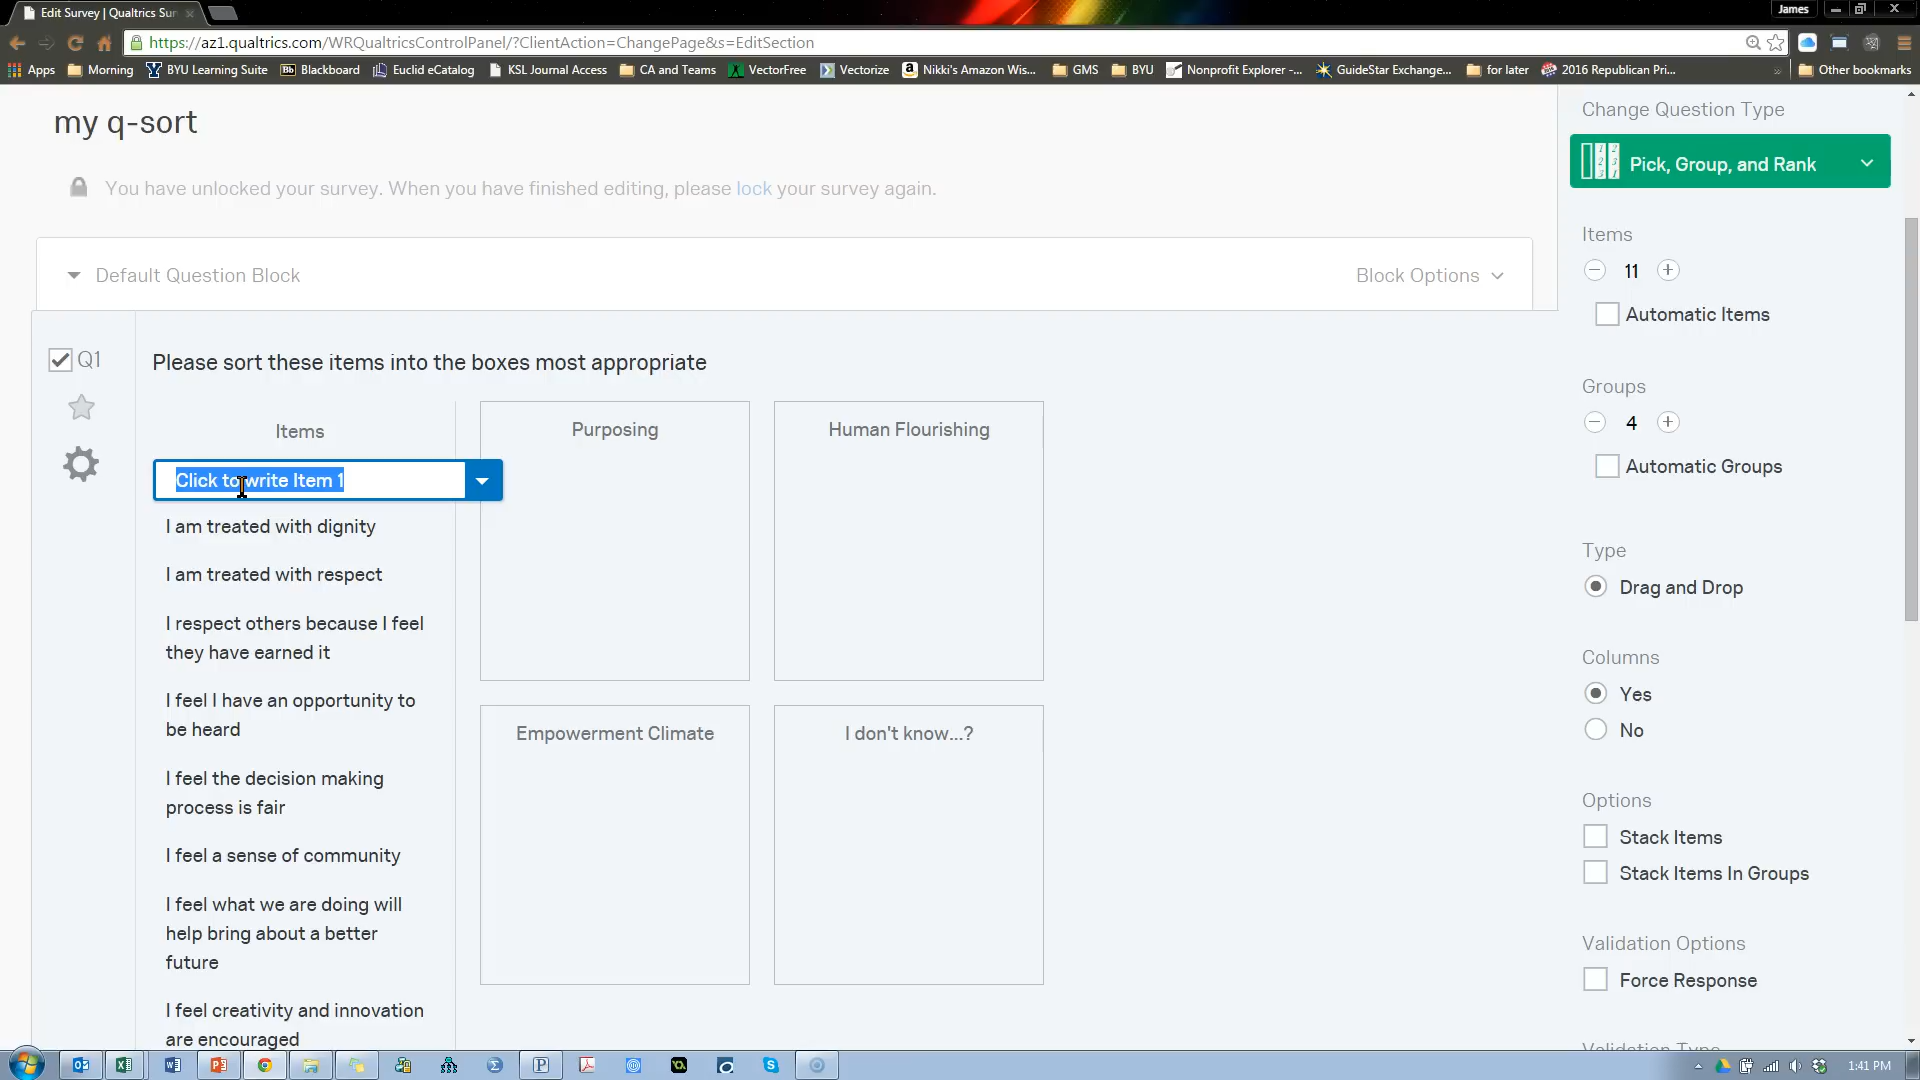 Edit Survey | Qualtrics Sur
James
https://az1.qualtrics.com/WRQualtricsControlPanel/?ClientAction=ChangePage&s=EditSection
Apps Morning BYU Learning Suite Bb Blackboard Euclid eCatalog KSL Journal Access CA and Teams VectorFree Vectorize Nikki's Amazon Wis... GMS BYU Nonprofit Explorer -... GuideStar Exchange... for later 2016 Republican Pri... » Other bookmarks
my q-sort
You have unlocked your survey. When you have finished editing, please lock your survey again.
Default Question Block
Block Options
Q1
Please sort these items into the boxes most appropriate
Items
Click to write Item 1
I am treated with dignity
I am treated with respect
I respect others because I feel
they have earned it
I feel I have an opportunity to
be heard
I feel the decision making
process is fair
I feel a sense of community
I feel what we are doing will
help bring about a better
future
I feel creativity and innovation
are encouraged
Purposing
Human Flourishing
Empowerment Climate
I don't know...?
Change Question Type
Pick, Group, and Rank
Items
11
Automatic Items
Groups
4
Automatic Groups
Type
Drag and Drop
Columns
Yes
No
Options
Stack Items
Stack Items In Groups
Validation Options
Force Response
Validation Type
1:41 PM